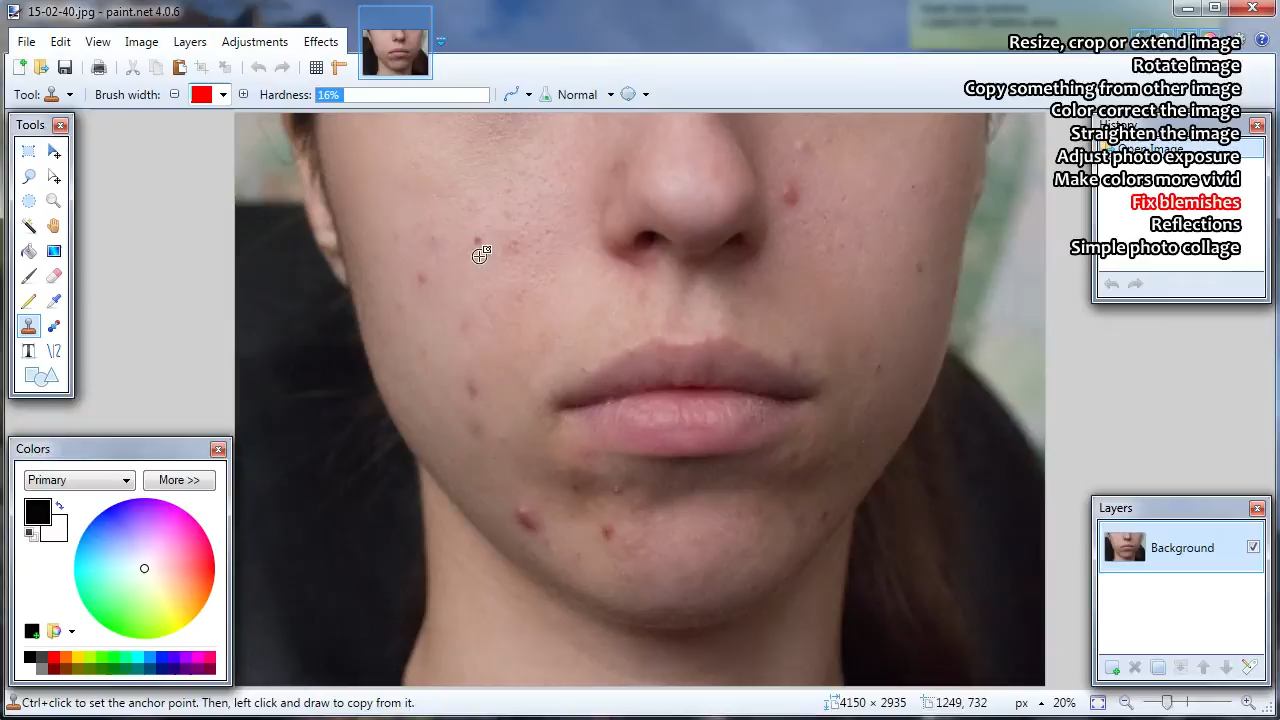 15-02-40.jpg - paint.net 4.0.6
File Edit View Image Layers Adjustments Effects
Resize, crop or extend image
Rotate image
Copy something from other image
Color correct the image
Straighten the image
Adjust photo exposure
Make colors more vivid
Fix blemishes
Reflections
Simple photo collage
Tool: Brush width: Hardness: 16% Normal
Tools
History
Open Image
Colors
Primary More >>
Layers
Background
Ctrl+click to set the anchor point. Then, left click and draw to copy from it. 4150 × 2935 1249, 732 px 20%